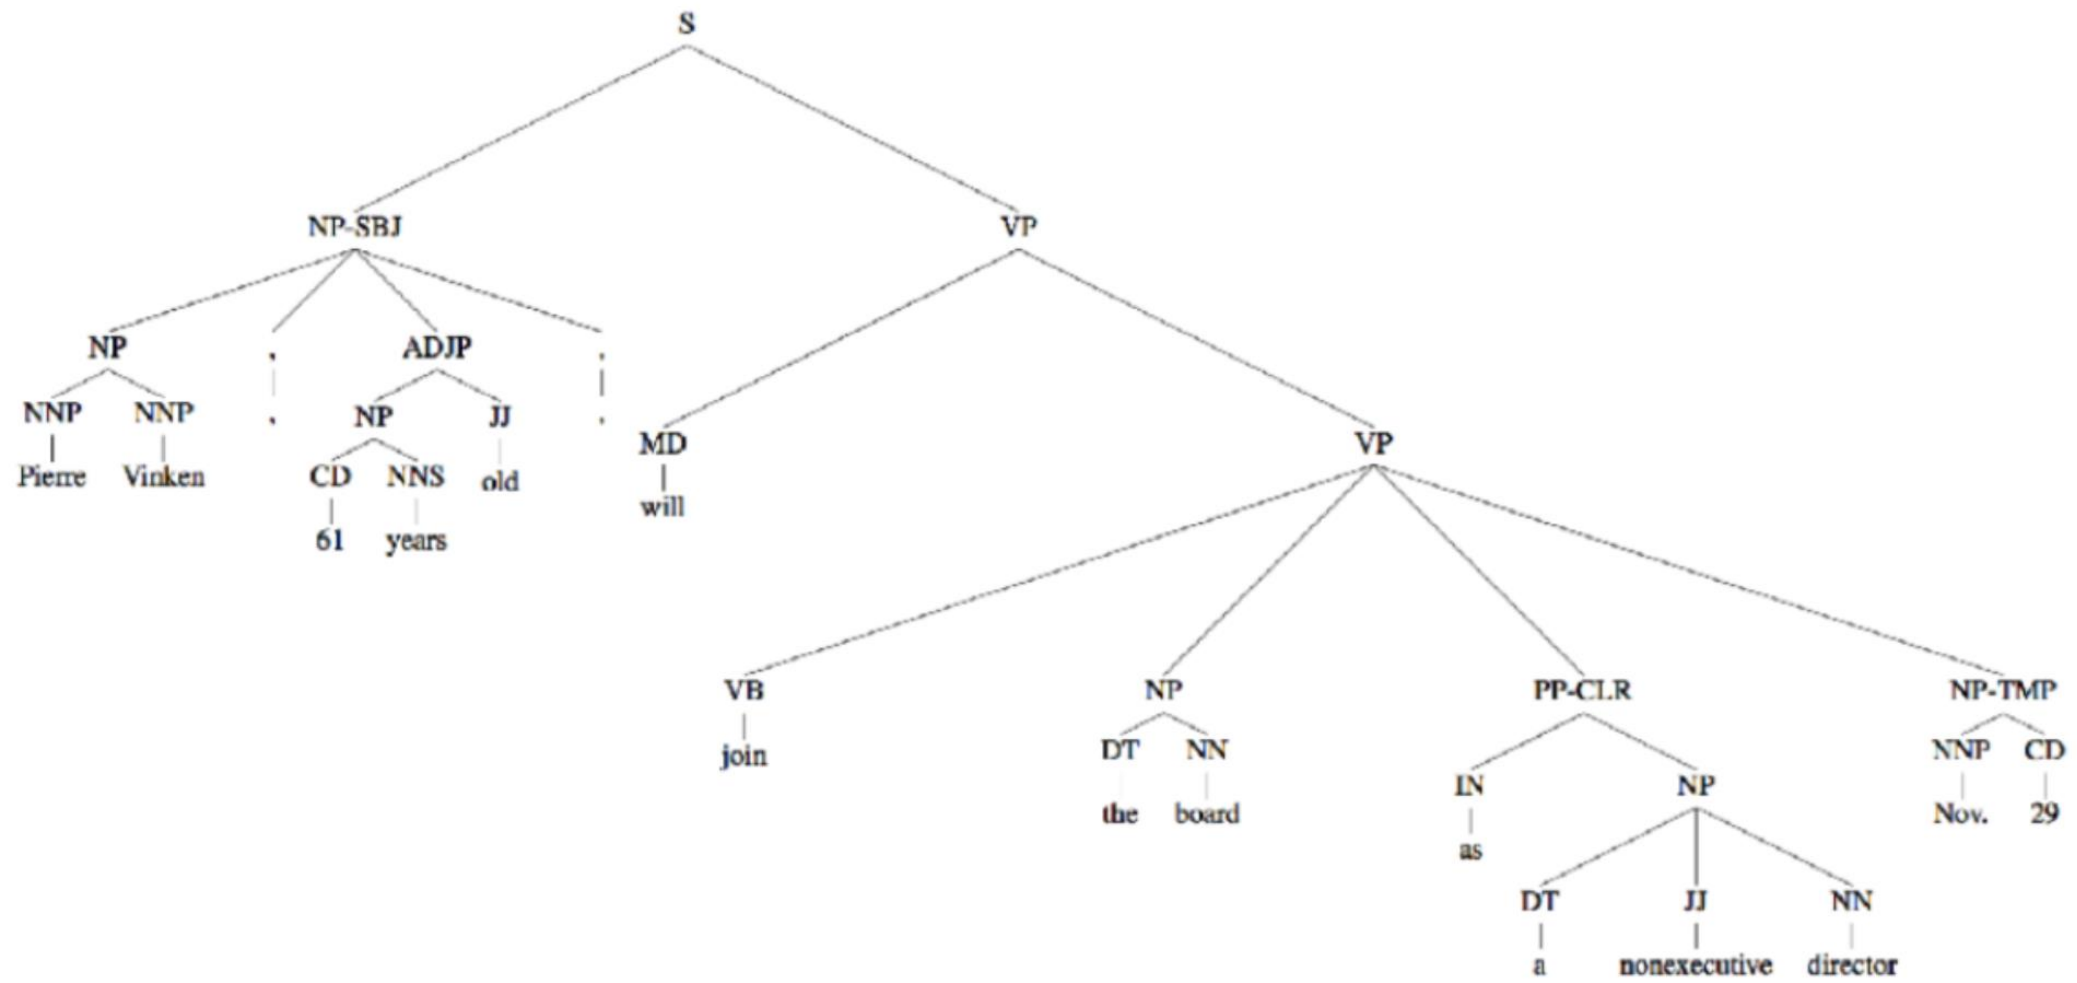 S
NP-SBJ VP
NP , ADJP ,
NNP NNP , NP JJ ,
MD VP
Pierre Vinken CD NNS old
will
61 years
VB NP PP-CLR NP-TMP
join DT NN NNP CD
IN NP
the board Nov. 29
as
DT JJ NN
a nonexecutive director